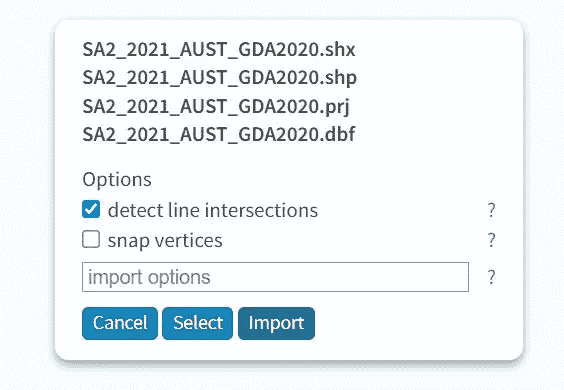 SA2_2021_AUST_GDA2020.shx
SA2_2021_AUST_GDA2020.shp
SA2_2021_AUST_GDA2020.prj
SA2_2021_AUST_GDA2020.dbf
Options
detect line intersections ?
snap vertices ?
import options ?
Cancel Select Import